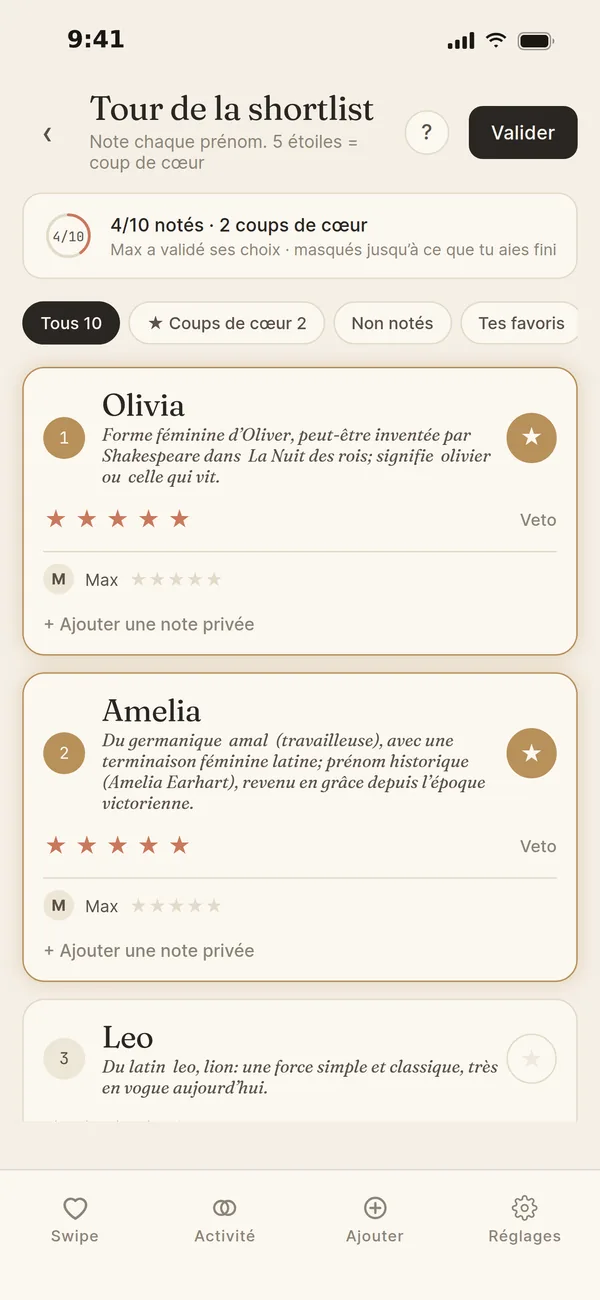 9:41
Tour de la shortlist
Note chaque prénom. 5 étoiles =
coup de cœur
?
Valider
4/10
4/10 notés · 2 coups de cœur
Max a validé ses choix · masqués jusqu’à ce que tu aies fini
Tous 10
★ Coups de cœur 2
Non notés
Tes favoris
1
Olivia
Forme féminine d’Oliver, peut-être inventée par
Shakespeare dans La Nuit des rois; signifie olivier
ou celle qui vit.
★ ★ ★ ★ ★
Veto
M Max ★★★★★
+ Ajouter une note privée
2
Amelia
Du germanique amal (travailleuse), avec une
terminaison féminine latine; prénom historique
(Amelia Earhart), revenu en grâce depuis l’époque
victorienne.
★ ★ ★ ★ ★
Veto
M Max ★★★★★
+ Ajouter une note privée
3
Leo
Du latin leo, lion: une force simple et classique, très
en vogue aujourd’hui.
Swipe
Activité
Ajouter
Réglages